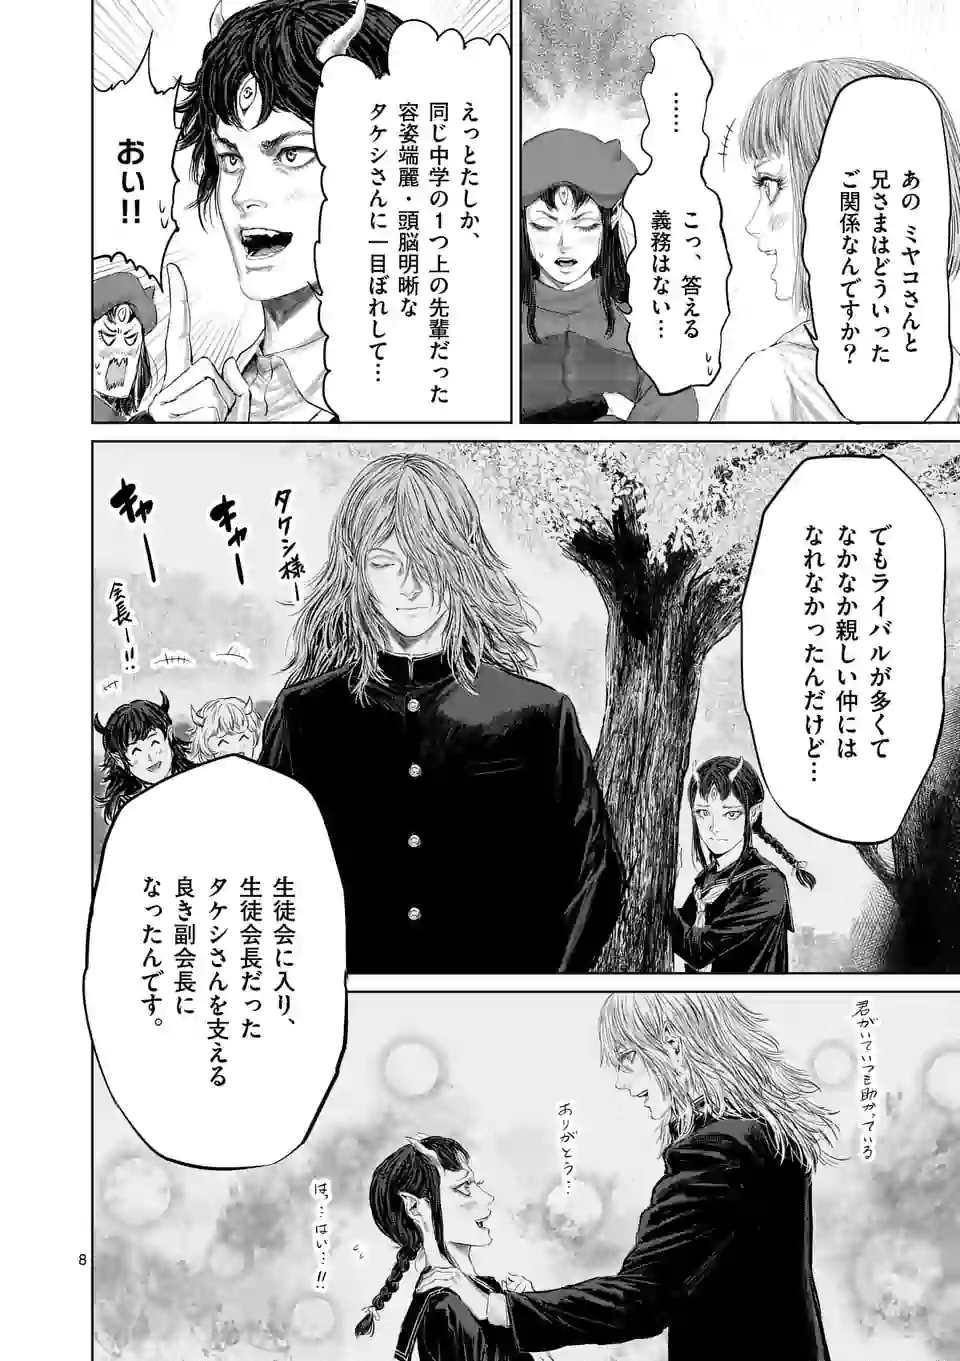 あの ミヤコさんと
兄さまはどういった
ご関係なんですか？
……
こっ、答える
義務はない…
えっとたしか、
同じ中学の１つ上の先輩だった
容姿端麗・頭脳明晰な
タケシさんに一目ぼれして…
おい!!
でもライバルが多くて
なかなか親しい仲には
なれなかったんだけど…
タケシ様ー
キャーー
キャーー
会長ー!!
生徒会に入り、
生徒会長だった
タケシさんを支える
良き副会長に
なったんです。
君がいていつも助かっている
ありがとう…
はっ…はい…!!
8